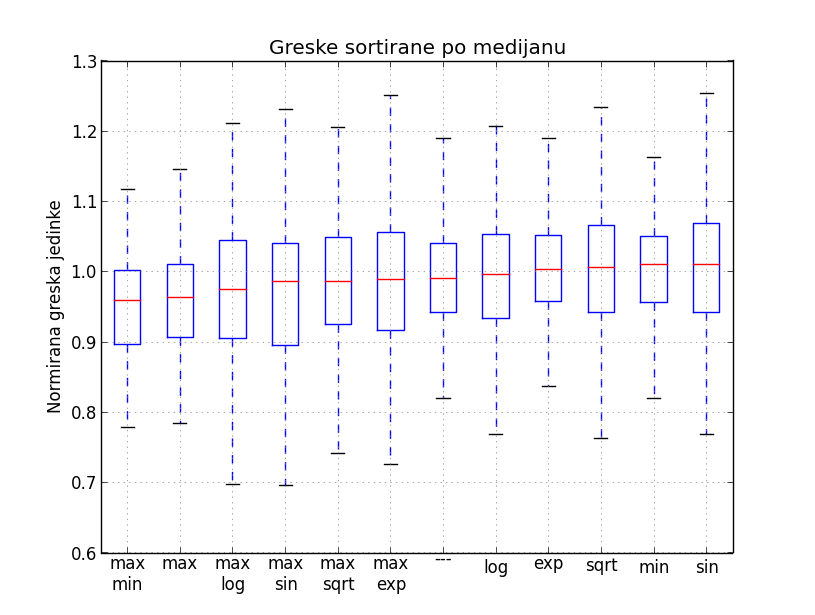 Greske sortirane po medijanu
Normirana greska jedinke
1.3
1.2
1.1
1.0
0.9
0.8
0.7
0.6
max
min
max
max
log
max
sin
max
sqrt
max
exp
---
log
exp
sqrt
min
sin